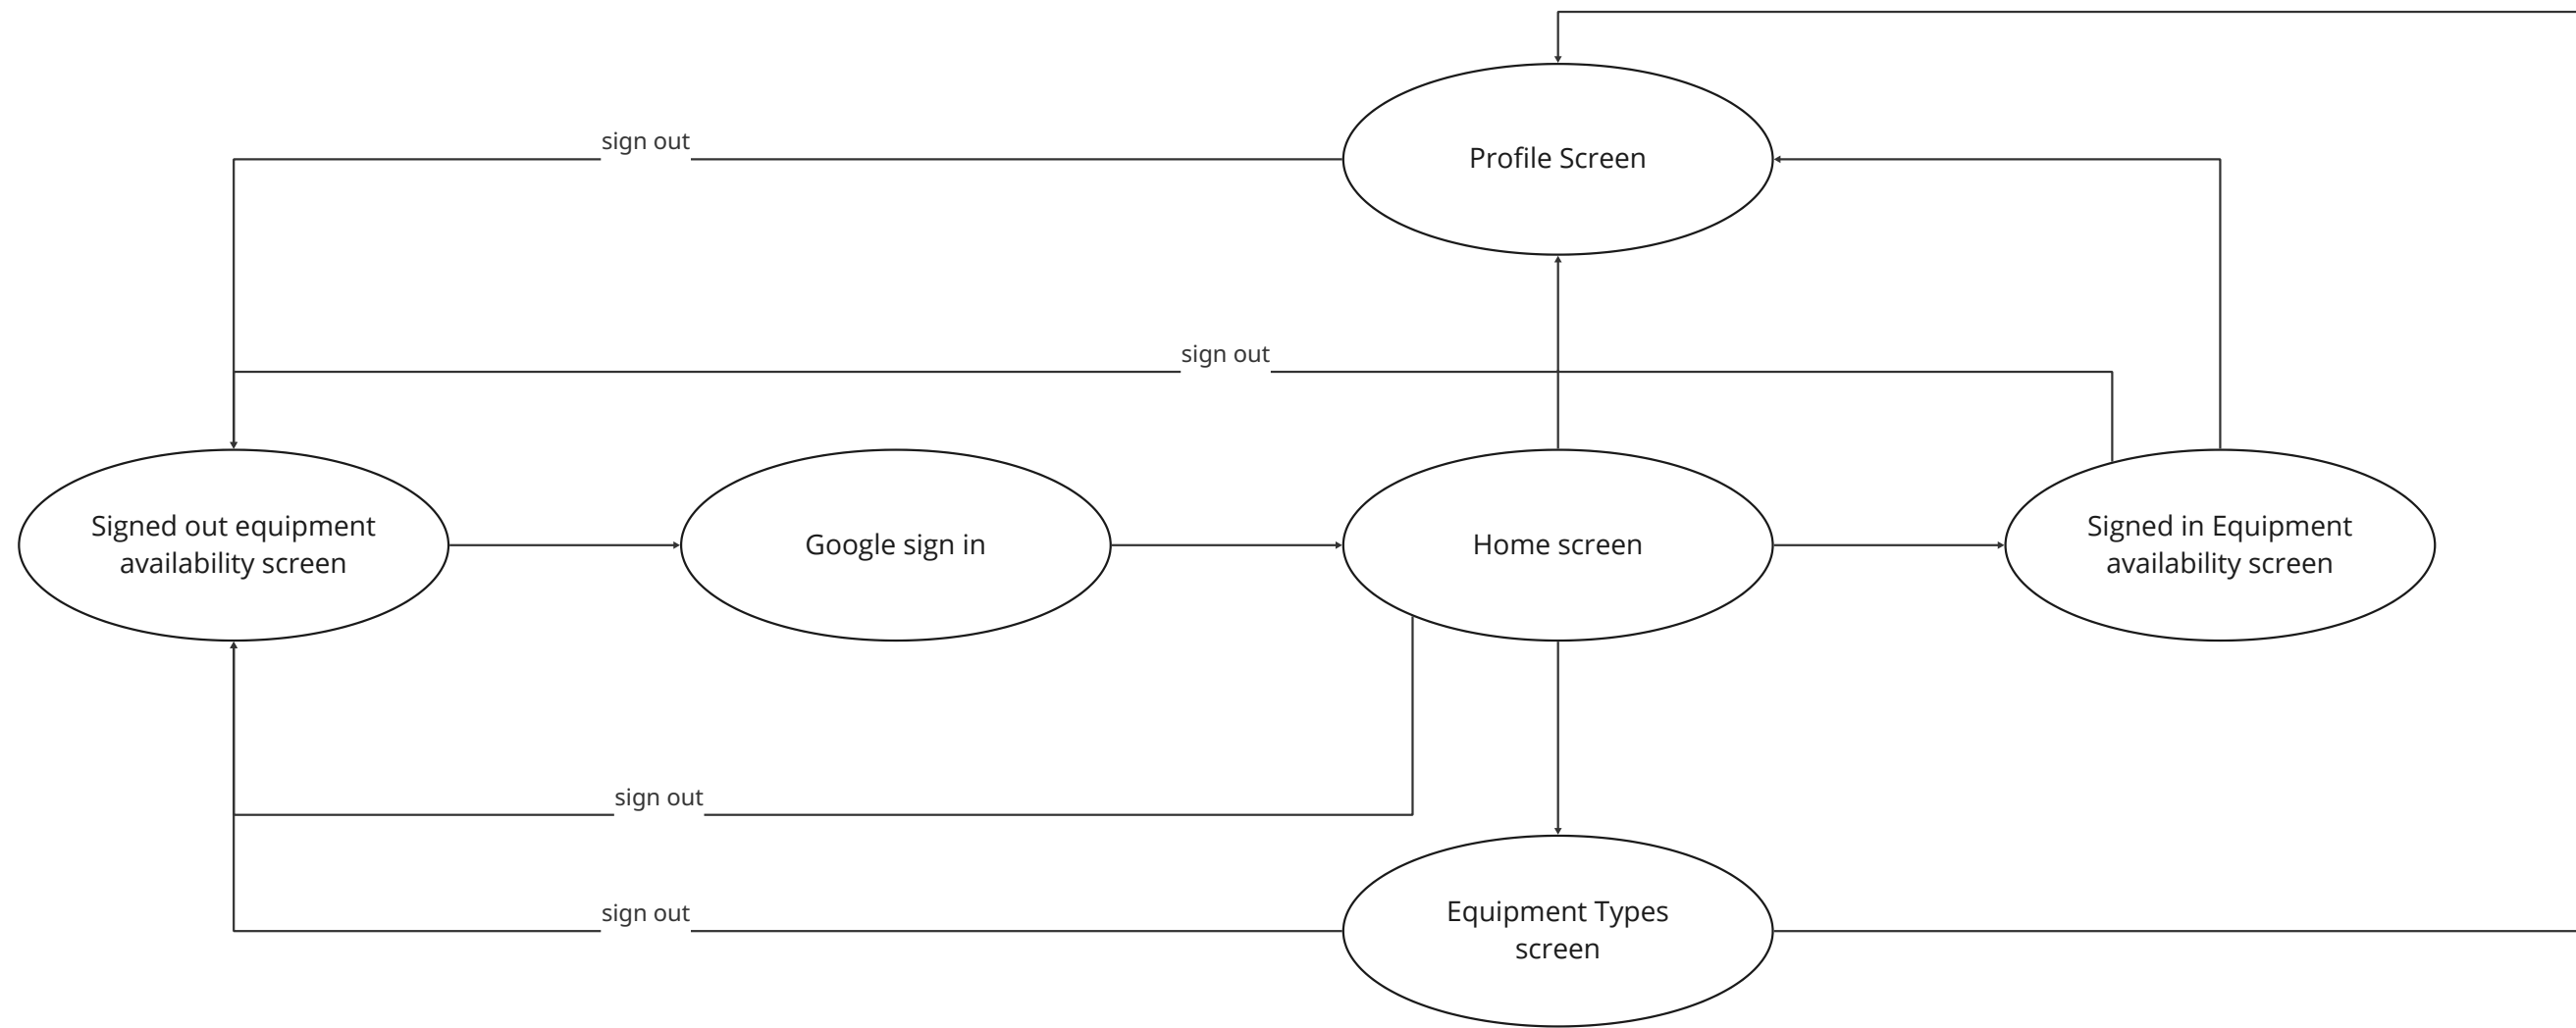 sign out
Profile Screen
sign out
Signed out equipment
availability screen
Google sign in
Home screen
Signed in Equipment
availability screen
sign out
sign out
Equipment Types
screen